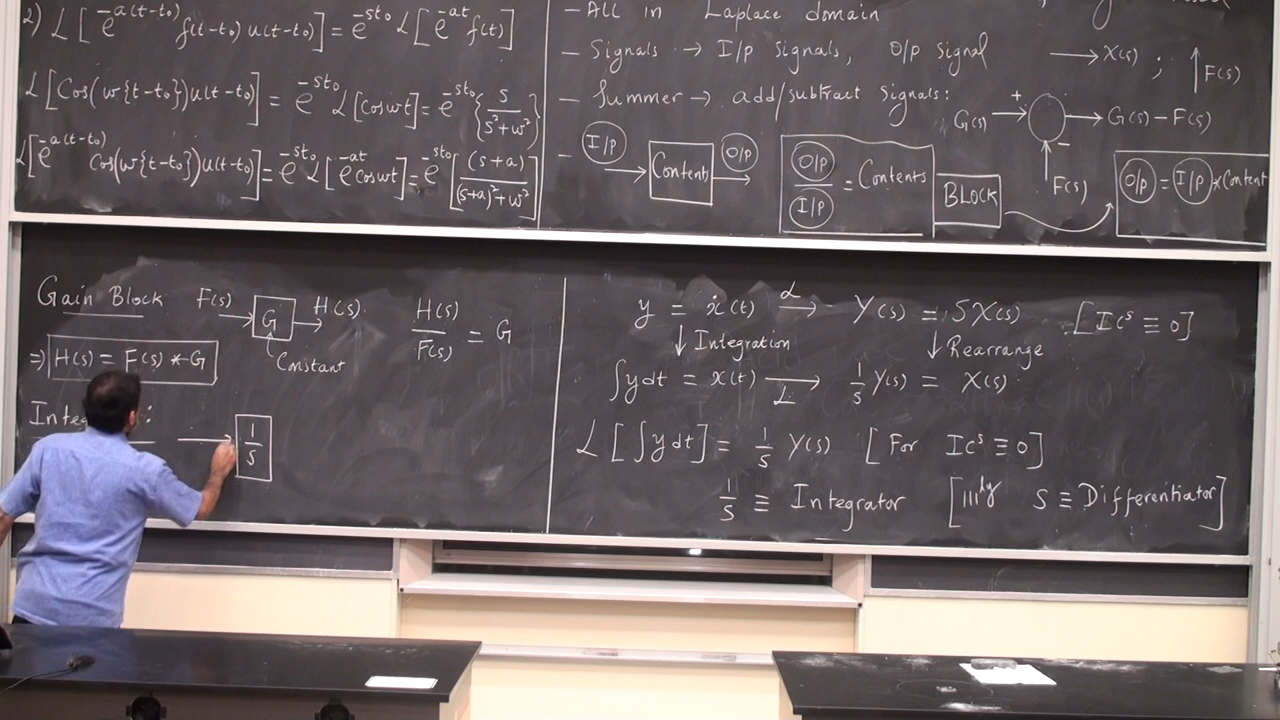 2) L[e^{-a(t-t₀)} f(t-t₀) u(t-t₀)] = e^{-st₀} L[e^{-at} f(t)]
L[Cos(w{t-t₀})u(t-t₀)] = e^{-st₀} L[coswt] = e^{-st₀} {s/(s²+w²)}
L[e^{-a(t-t₀)} Cos(w{t-t₀})u(t-t₀)] = e^{-st₀} L[e^{-at} coswt] = e^{-st₀} [(s+a)/((s+a)²+w²)]
- All in Laplace domain
- Signals → I/p signals, O/p signal → X(s) ; ↑ F(s)
- Summer → add/subtract signals:
G(s) → + - → G(s) - F(s)
F(s)
- I/p → Contents → O/p
O/p / I/p = Contents
BLOCK
O/p = I/p * Content
Gain Block F(s) → G → H(s)
Constant
H(s)/F(s) = G
⇒ H(s) = F(s) * G
: → 1/s
y = ẋ(t) L→ Y(s) = SX(s) [ICˢ ≡ 0]
↓ Integration ↓ Rearrange
∫ydt = x(t) L→ 1/s Y(s) = X(s)
L[∫ydt] = 1/s Y(s) [For ICˢ ≡ 0]
1/s ≡ Integrator [|||ly S ≡ Differentiator]